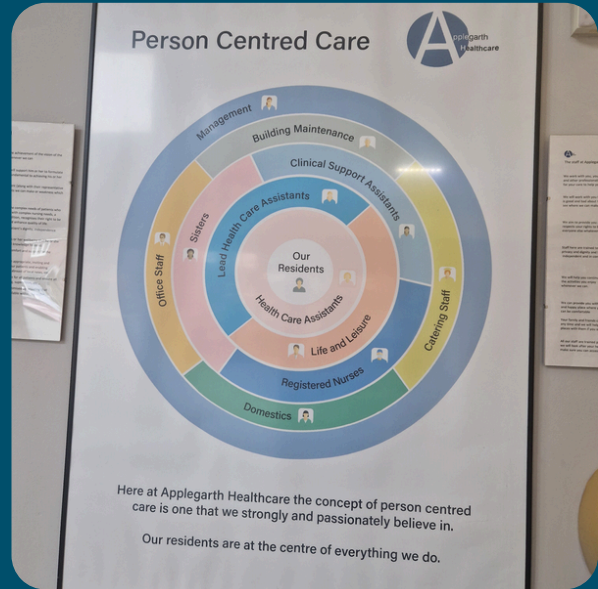 Person Centred Care
Applegarth
Healthcare
Management
Building Maintenance
Clinical Support Assistants
Lead Health Care Assistants
Sisters
Office Staff
Our
Residents
Health Care Assistants
Life and Leisure
Catering Staff
Registered Nurses
Domestics
Here at Applegarth Healthcare the concept of person centred
care is one that we strongly and passionately believe in.
Our residents are at the centre of everything we do.